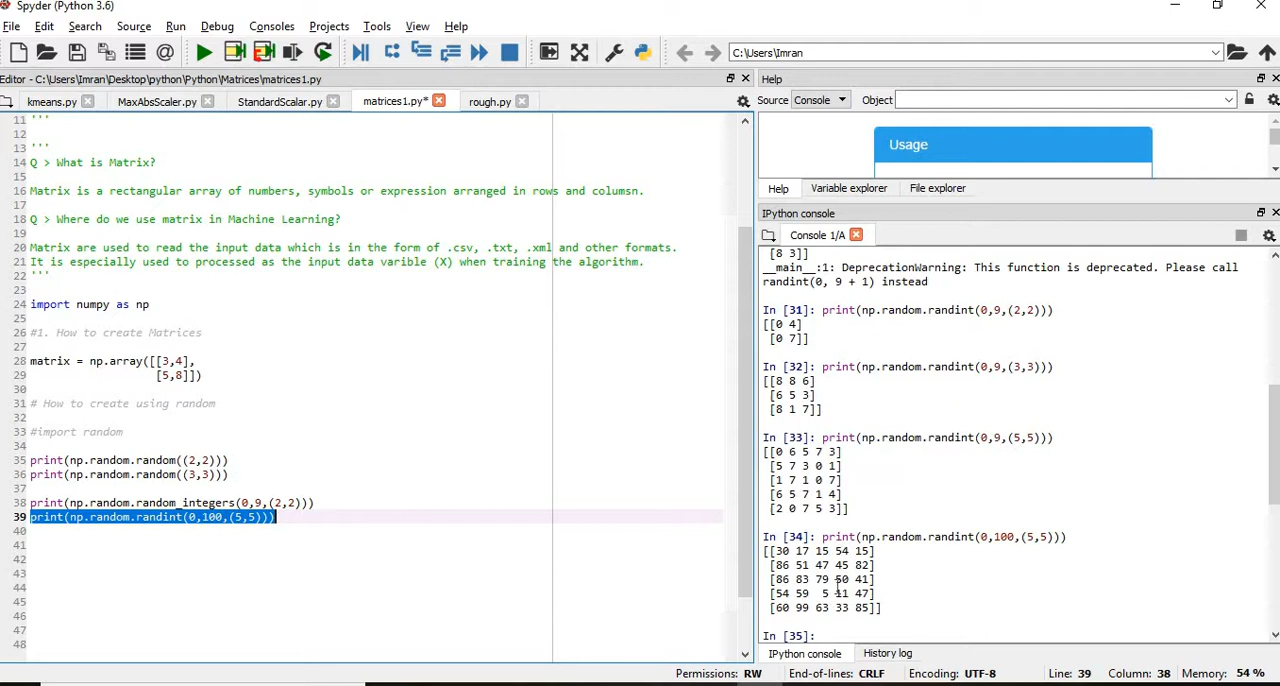 Spyder (Python 3.6)
File Edit Search Source Run Debug Consoles Projects Tools View Help
C:\Users\Imran
Editor - C:\Users\Imran\Desktop\python\Python\Matrices\matrices1.py
kmeans.py MaxAbsScaler.py StandardScalar.py matrices1.py* rough.py
11 '''
12
13 '''
14 Q > What is Matrix?
15
16 Matrix is a rectangular array of numbers, symbols or expression arranged in rows and columsn.
17
18 Q > Where do we use matrix in Machine Learning?
19
20 Matrix are used to read the input data which is in the form of .csv, .txt, .xml and other formats.
21 It is especially used to processed as the input data varible (X) when training the algorithm.
22 '''
23
24 import numpy as np
25
26 #1. How to create Matrices
27
28 matrix = np.array([[3,4],
29 [5,8]])
30
31 # How to create using random
32
33 #import random
34
35 print(np.random.random((2,2)))
36 print(np.random.random((3,3)))
37
38 print(np.random.random_integers(0,9,(2,2)))
39 print(np.random.randint(0,100,(5,5)))
40
41
42
43
44
45
46
47
48
Help
Source Console Object
Usage
Help Variable explorer File explorer
IPython console
Console 1/A
[8 3]]
__main__:1: DeprecationWarning: This function is deprecated. Please call
randint(0, 9 + 1) instead
In [31]: print(np.random.randint(0,9,(2,2)))
[[0 4]
[0 7]]
In [32]: print(np.random.randint(0,9,(3,3)))
[[8 8 6]
[6 5 3]
[8 1 7]]
In [33]: print(np.random.randint(0,9,(5,5)))
[[0 6 5 7 3]
[5 7 3 0 1]
[1 7 1 0 7]
[6 5 7 1 4]
[2 0 7 5 3]]
In [34]: print(np.random.randint(0,100,(5,5)))
[[30 17 15 54 15]
[86 51 47 45 82]
[86 83 79 50 41]
[54 59 5 11 47]
[60 99 63 33 85]]
In [35]:
IPython console History log
Permissions: RW End-of-lines: CRLF Encoding: UTF-8 Line: 39 Column: 38 Memory: 54 %